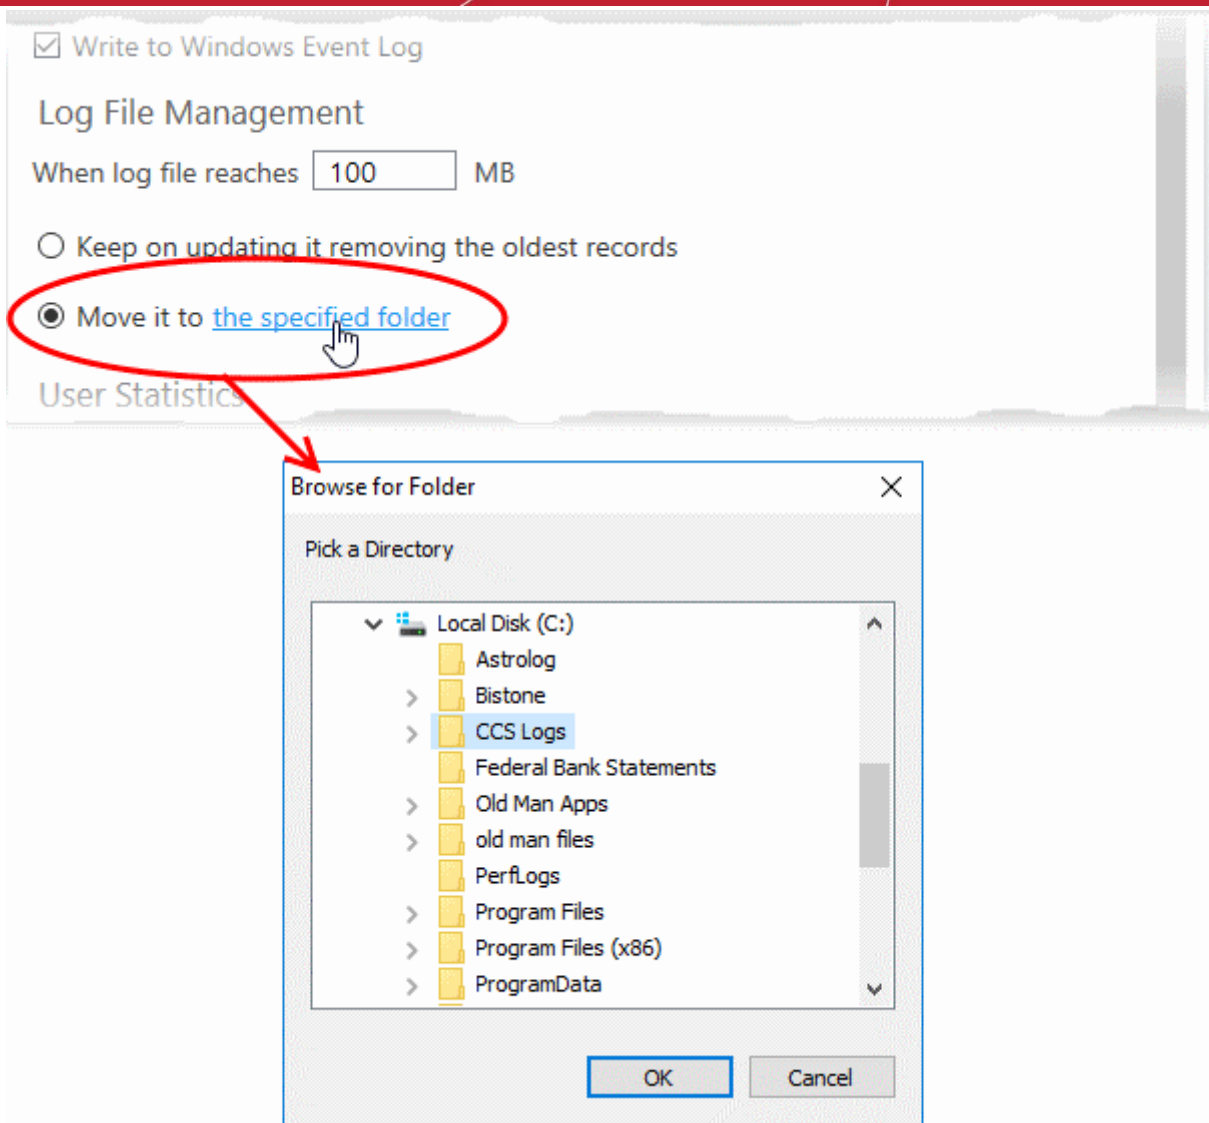 Write to Windows Event Log
Log File Management
When log file reaches 100 MB
Keep on updating it removing the oldest records
Move it to the specified folder
User Statistics
Browse for Folder
Pick a Directory
Local Disk (C:)
Astrolog
Bistone
CCS Logs
Federal Bank Statements
Old Man Apps
old man files
PerfLogs
Program Files
Program Files (x86)
ProgramData
OK Cancel